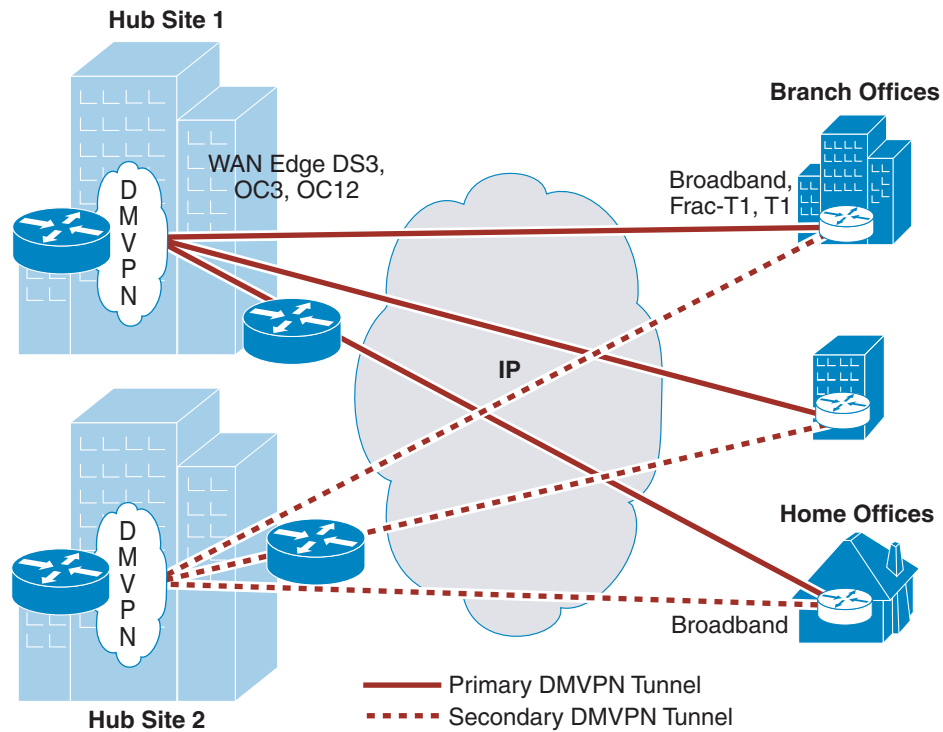 Hub Site 1
Branch Offices
WAN Edge DS3,
OC3, OC12
Broadband,
Frac-T1, T1
D
M
V
P
N
IP
D
M
V
P
N
Home Offices
Broadband
Hub Site 2
Primary DMVPN Tunnel
Secondary DMVPN Tunnel